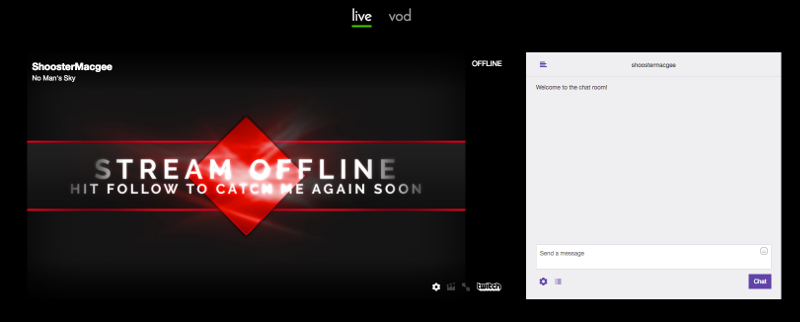 live vod
ShoosterMacgee
No Man's Sky
OFFLINE
STREAM OFFLINE
HIT FOLLOW TO CATCH ME AGAIN SOON
twitch
shoostermacgee
Welcome to the chat room!
Send a message
Chat